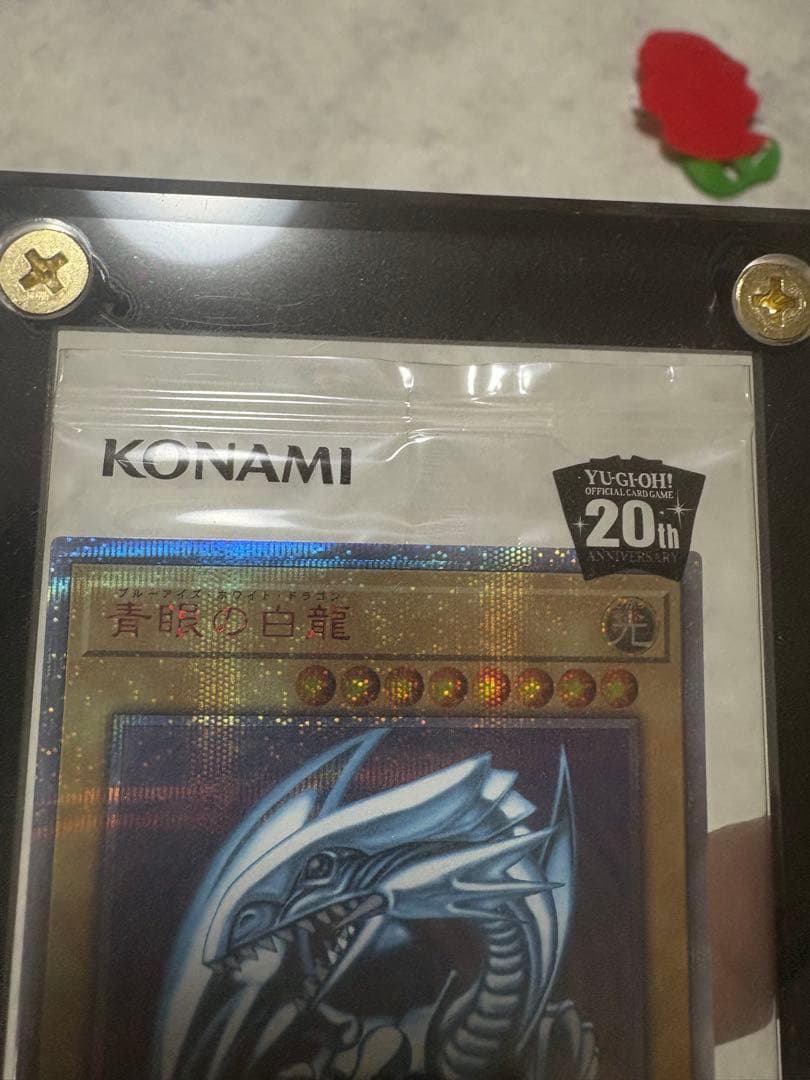 KONAMI
YU-GI-OH!
OFFICIAL CARD GAME
20th
ANNIVERSARY
ブルーアイズ・ホワイト・ドラゴン
青眼の白龍
光